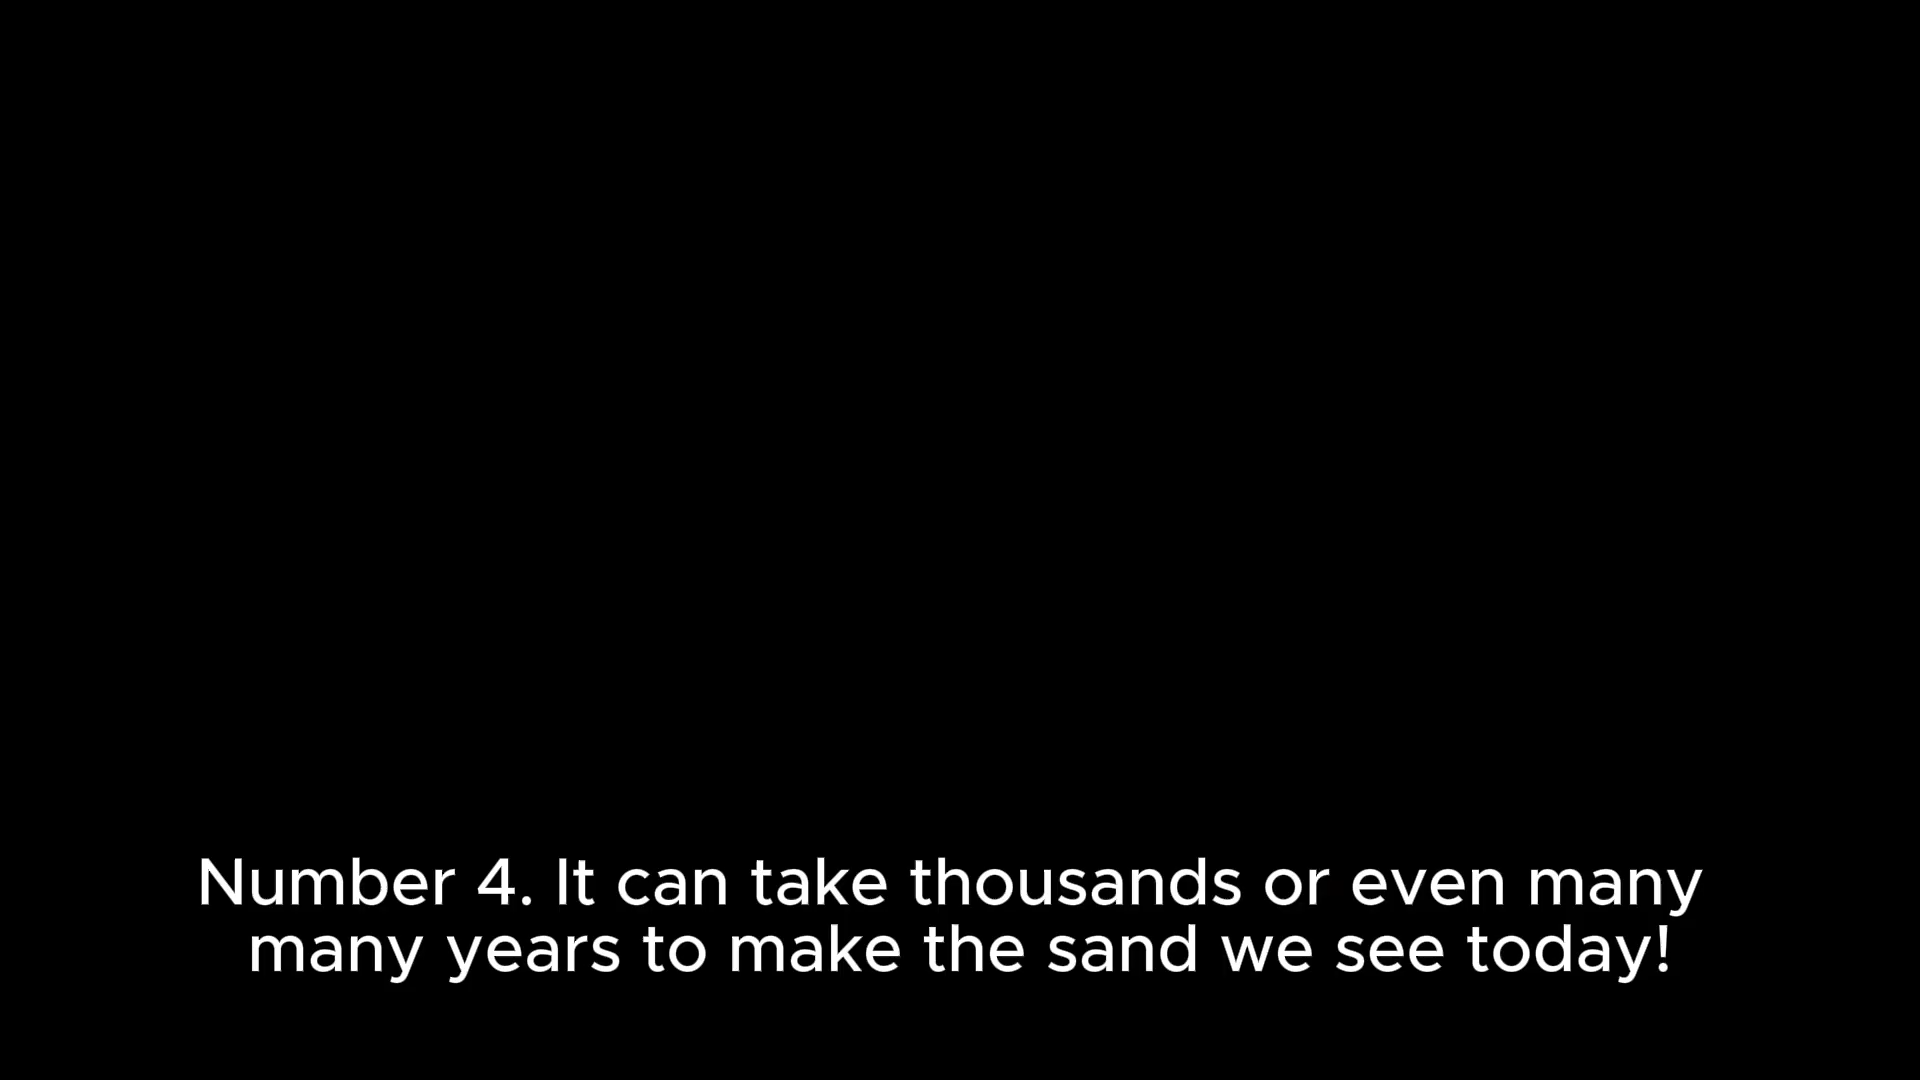 Number 4. It can take thousands or even many
many years to make the sand we see today!